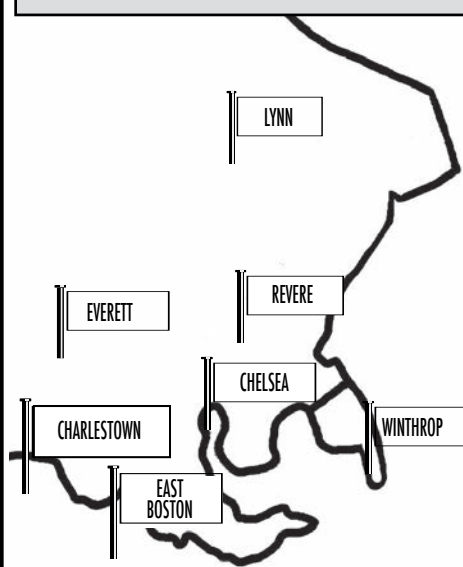 LYNN
REVERE
EVERETT
CHELSEA
CHARLESTOWN
WINTHROP
EAST
BOSTON